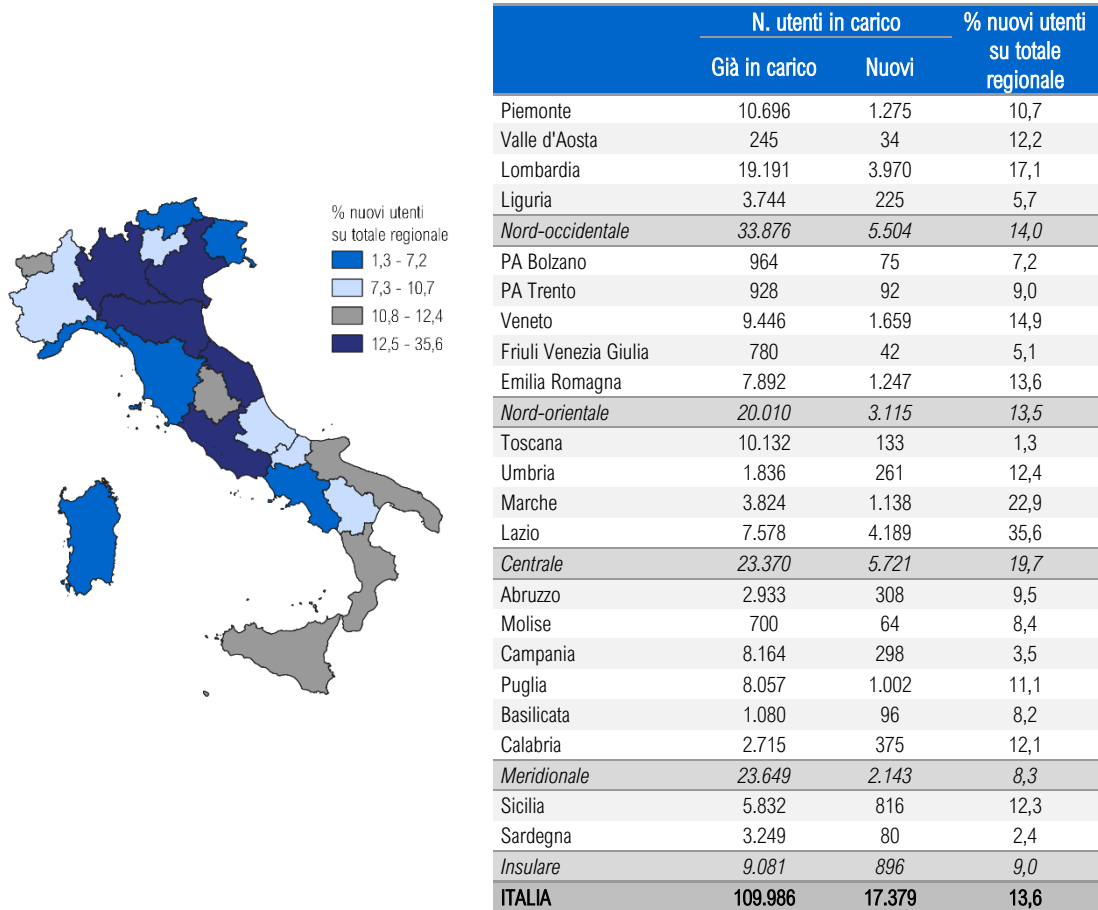 % nuovi utenti
su totale regionale
1,3 - 7,2
7,3 - 10,7
10,8 - 12,4
12,5 - 35,6
N. utenti in carico % nuovi utenti su totale regionale
Già in carico Nuovi
Piemonte 10.696 1.275 10,7
Valle d'Aosta 245 34 12,2
Lombardia 19.191 3.970 17,1
Liguria 3.744 225 5,7
Nord-occidentale 33.876 5.504 14,0
PA Bolzano 964 75 7,2
PA Trento 928 92 9,0
Veneto 9.446 1.659 14,9
Friuli Venezia Giulia 780 42 5,1
Emilia Romagna 7.892 1.247 13,6
Nord-orientale 20.010 3.115 13,5
Toscana 10.132 133 1,3
Umbria 1.836 261 12,4
Marche 3.824 1.138 22,9
Lazio 7.578 4.189 35,6
Centrale 23.370 5.721 19,7
Abruzzo 2.933 308 9,5
Molise 700 64 8,4
Campania 8.164 298 3,5
Puglia 8.057 1.002 11,1
Basilicata 1.080 96 8,2
Calabria 2.715 375 12,1
Meridionale 23.649 2.143 8,3
Sicilia 5.832 816 12,3
Sardegna 3.249 80 2,4
Insulare 9.081 896 9,0
ITALIA 109.986 17.379 13,6